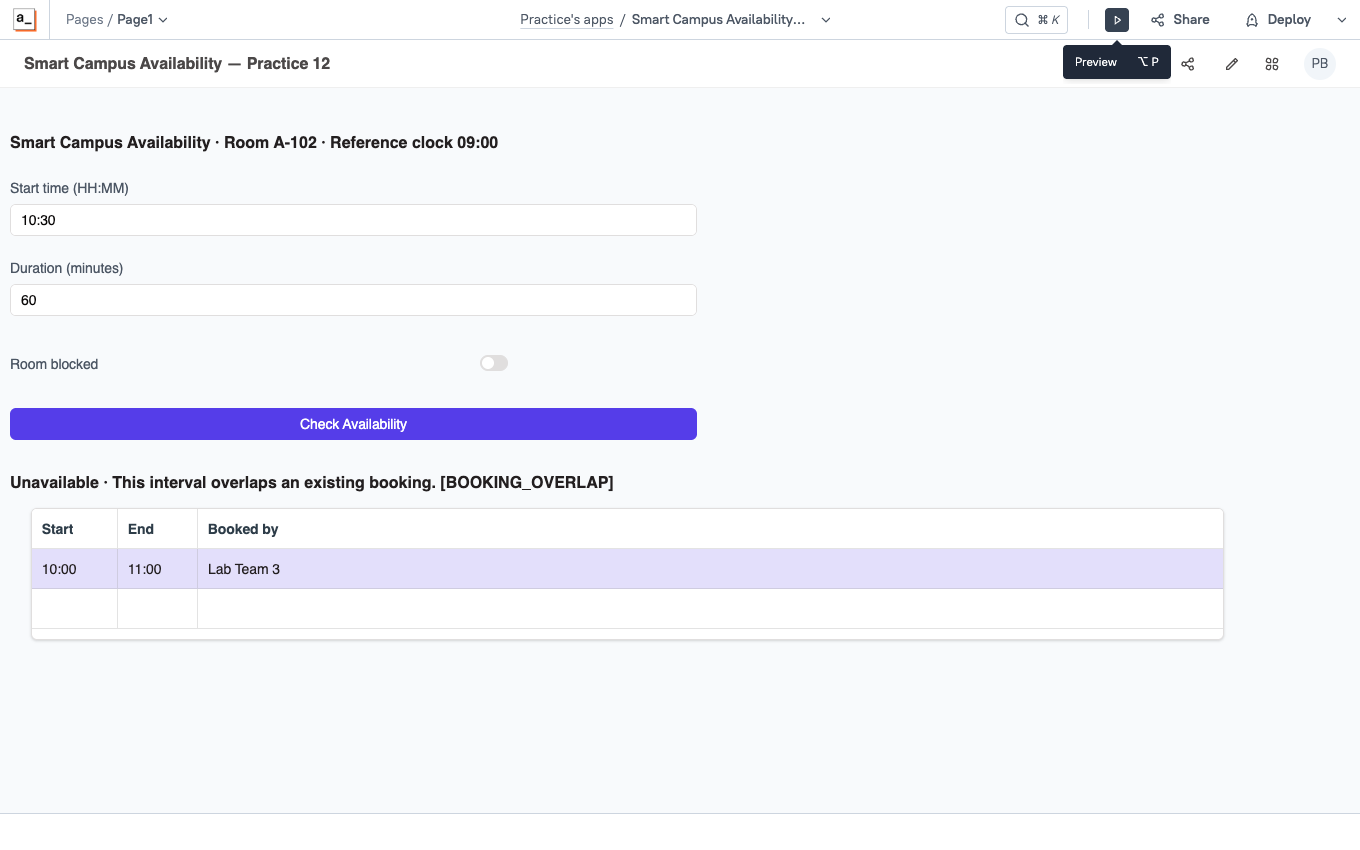 a_ Pages / Page1 Practice's apps / Smart Campus Availability... ⌘ K Share Deploy
Smart Campus Availability — Practice 12 Preview ⌥ P PB
Smart Campus Availability · Room A-102 · Reference clock 09:00
Start time (HH:MM)
10:30
Duration (minutes)
60
Room blocked
Check Availability
Unavailable · This interval overlaps an existing booking. [BOOKING_OVERLAP]
Start End Booked by
10:00 11:00 Lab Team 3